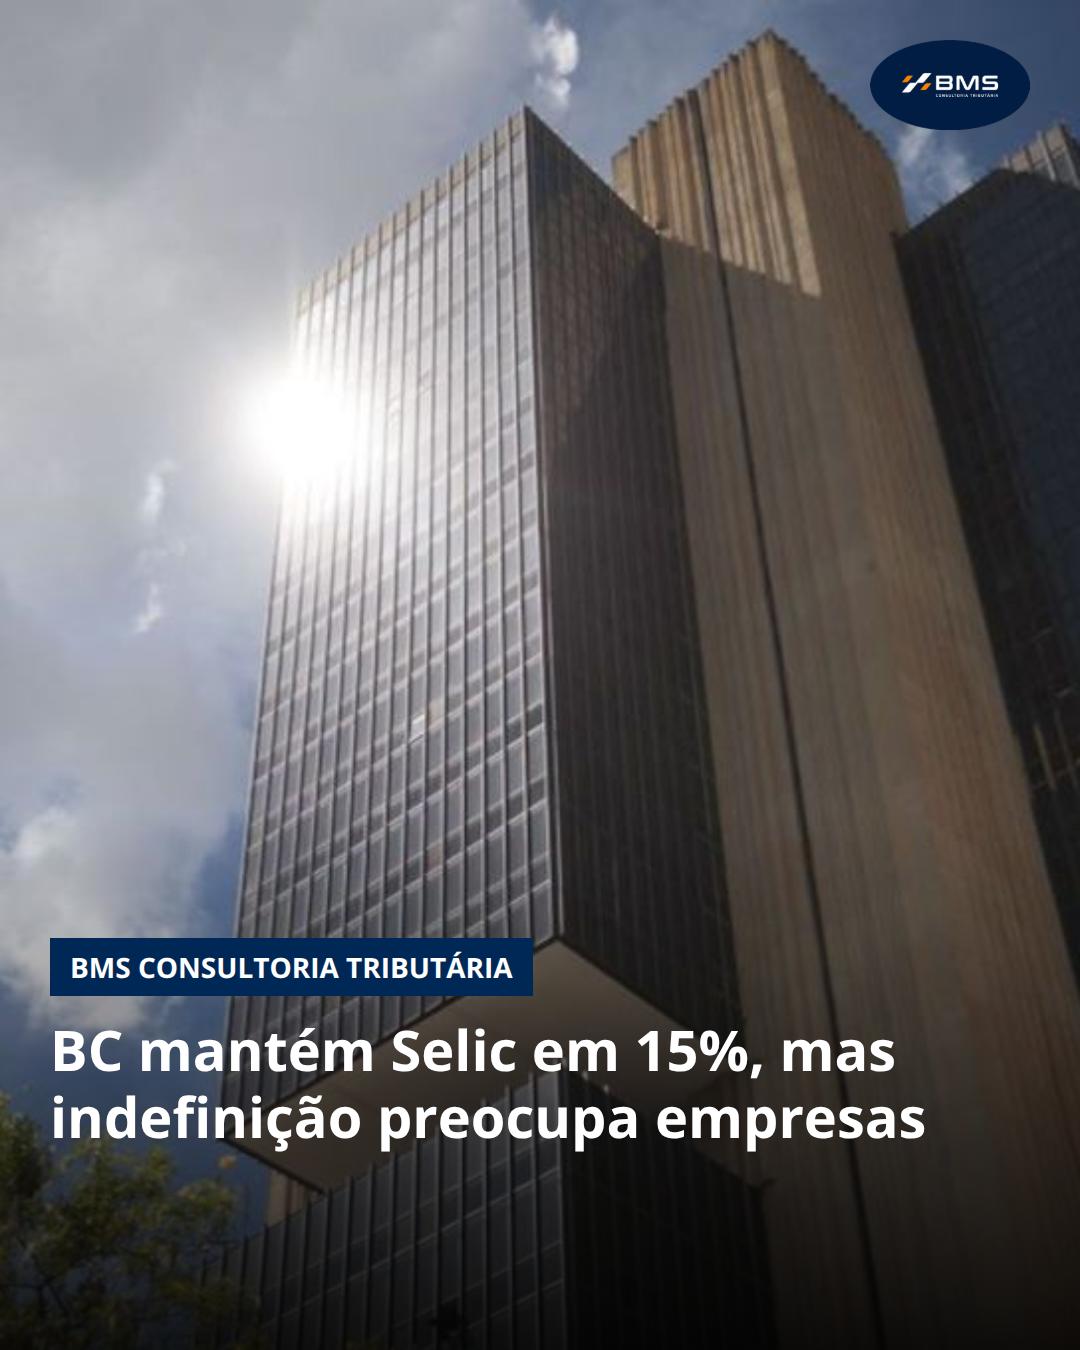 BMS
CONSULTORIA TRIBUTÁRIA
BMS CONSULTORIA TRIBUTÁRIA
BC mantém Selic em 15%, mas
indefinição preocupa empresas